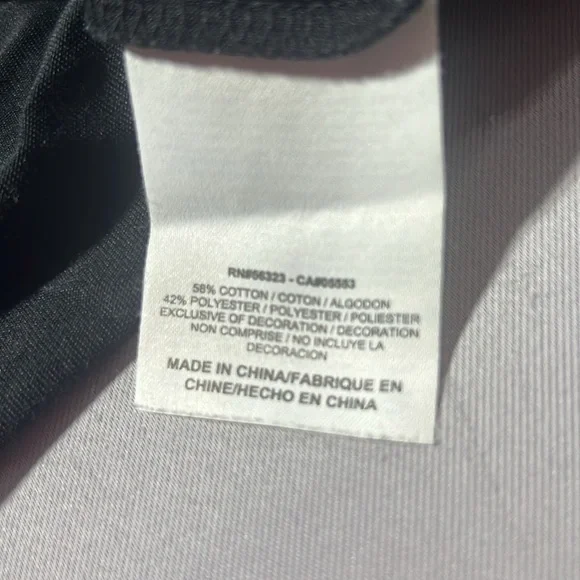 RN#56323 - CA#05553
58% COTTON / COTON / ALGODON
42% POLYESTER / POLYESTER / POLIESTER
EXCLUSIVE OF DECORATION / DECORATION
NON COMPRISE / NO INCLUYE LA
DECORACION
MADE IN CHINA/FABRIQUE EN
CHINE/HECHO EN CHINA